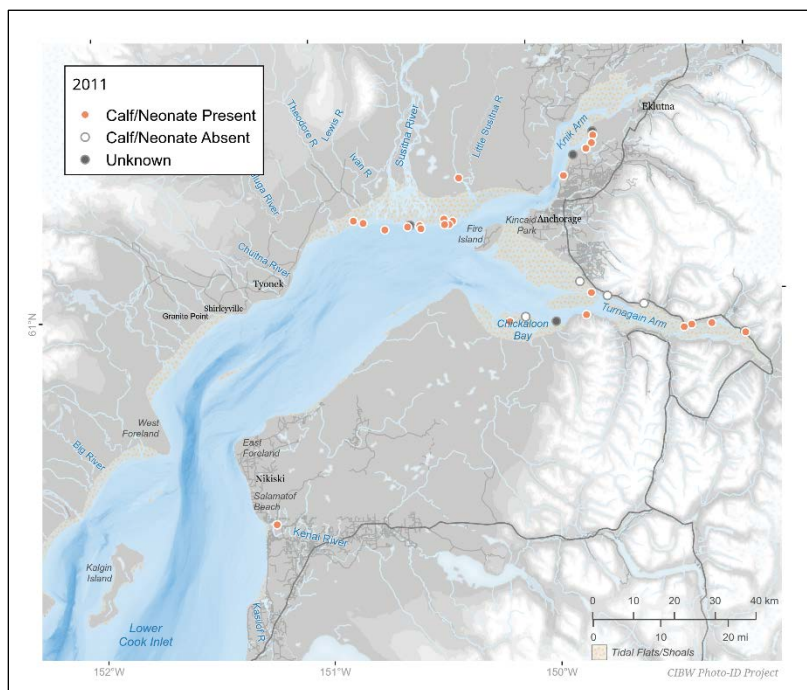 2011
Calf/Neonate Present
Calf/Neonate Absent
Unknown
Theodore R
Lewis R
Ivan R
Susitna River
Little Susitna R
Knik Arm
Eklutna
Chuitna River
Tyonek
Shirleyville
Granito Point
Fire
Island
Kincaid
Park
Anchorage
61°N
Chickaloon
Bay
Turnagain Arm
West
Foreland
East
Foreland
Big River
Nikiski
Salamatof
Beach
Kenai River
Kalgin
Island
Kasilof R
Lower
Cook Inlet
0 10 20 30 40 km
0 10 20 mi
Tidal Flats/Shoals
152°W
151°W
150°W
CIBW Photo-ID Project